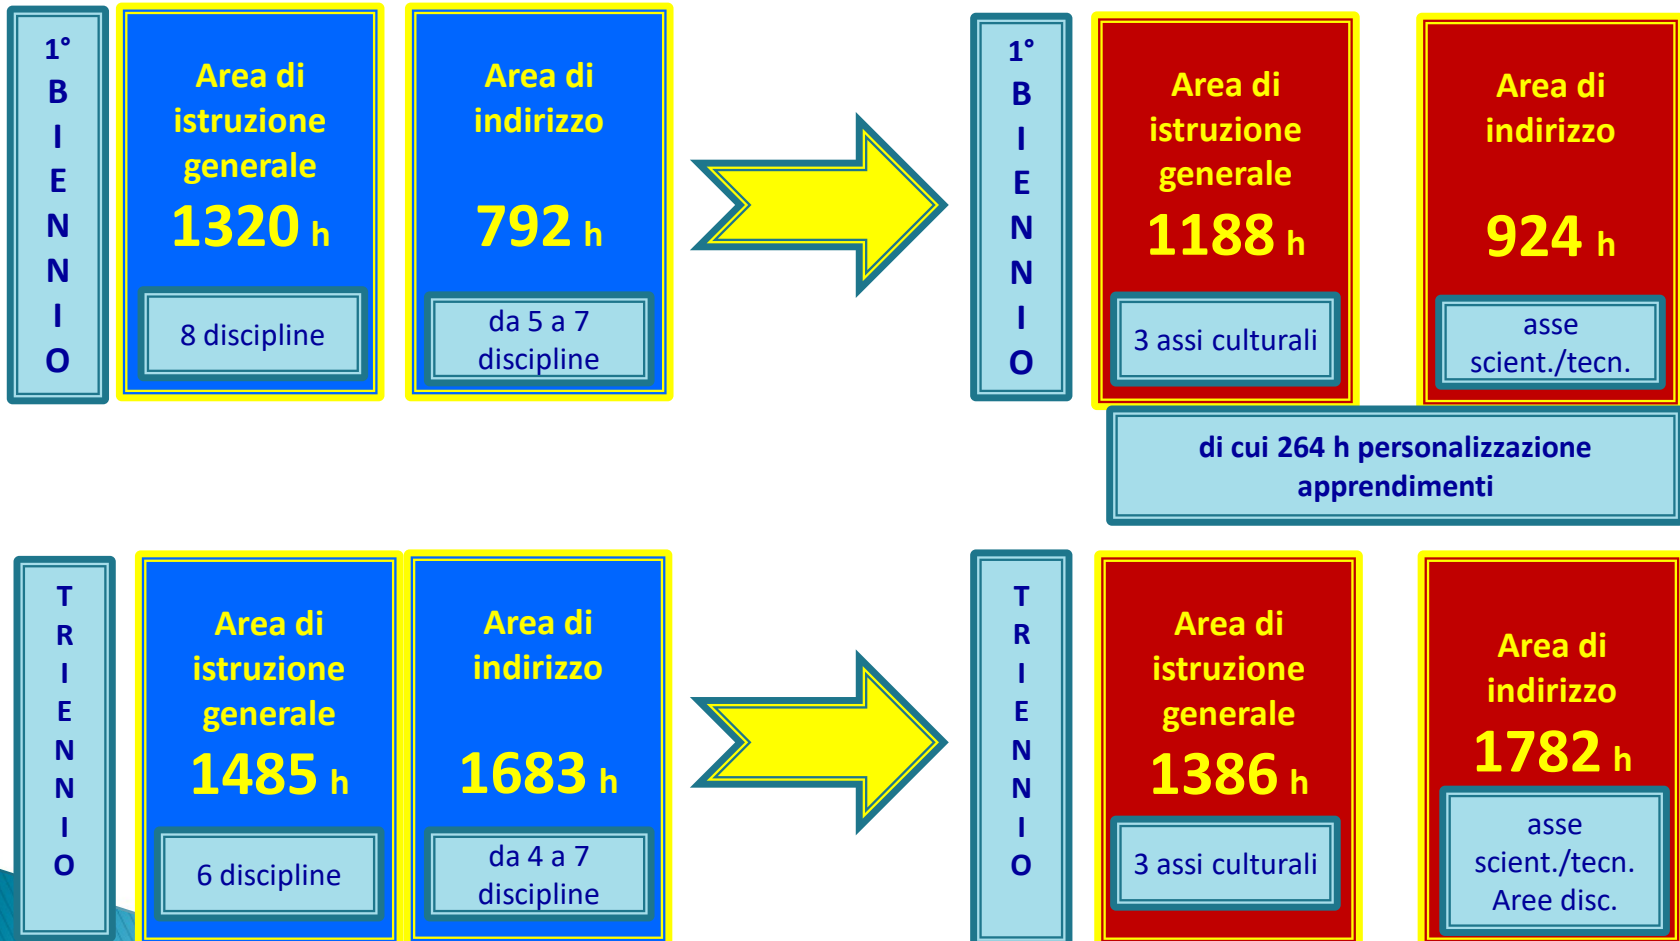 1°
B
I
E
N
N
I
O
Area di
istruzione
generale
1320 h
8 discipline
Area di
indirizzo
792 h
da 5 a 7
discipline
1°
B
I
E
N
N
I
O
Area di
istruzione
generale
1188 h
3 assi culturali
Area di
indirizzo
924 h
asse
scient./tecn.
di cui 264 h personalizzazione
apprendimenti
T
R
I
E
N
N
I
O
Area di
istruzione
generale
1485 h
6 discipline
Area di
indirizzo
1683 h
da 4 a 7
discipline
T
R
I
E
N
N
I
O
Area di
istruzione
generale
1386 h
3 assi culturali
Area di
indirizzo
1782 h
asse
scient./tecn.
Aree disc.